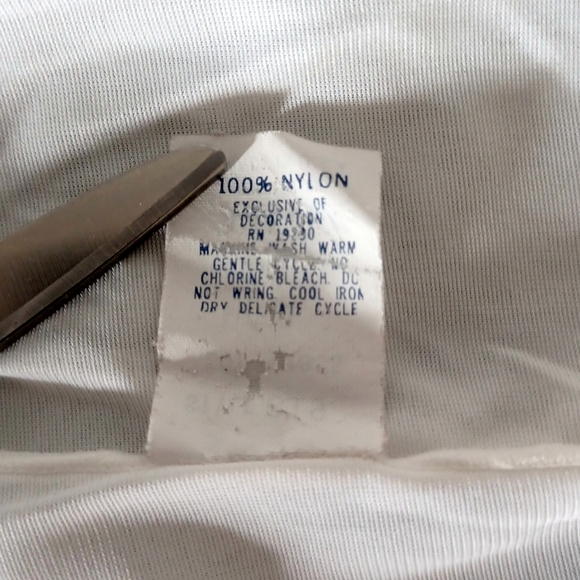 100% NYLON
EXCLUSIVE OF
DECORATION
RN
MACHINE WASH WARM
GENTLE CYCLE NO
CHLORINE BLEACH DO
NOT WRING COOL IRON
DRY DELICATE CYCLE